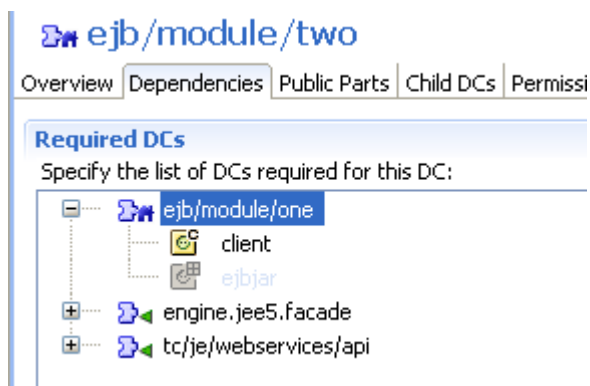 ejb/module/two
Overview Dependencies Public Parts Child DCs Permissi
Required DCs
Specify the list of DCs required for this DC:
ejb/module/one
client
ejbjar
engine.jee5.facade
tc/je/webservices/api